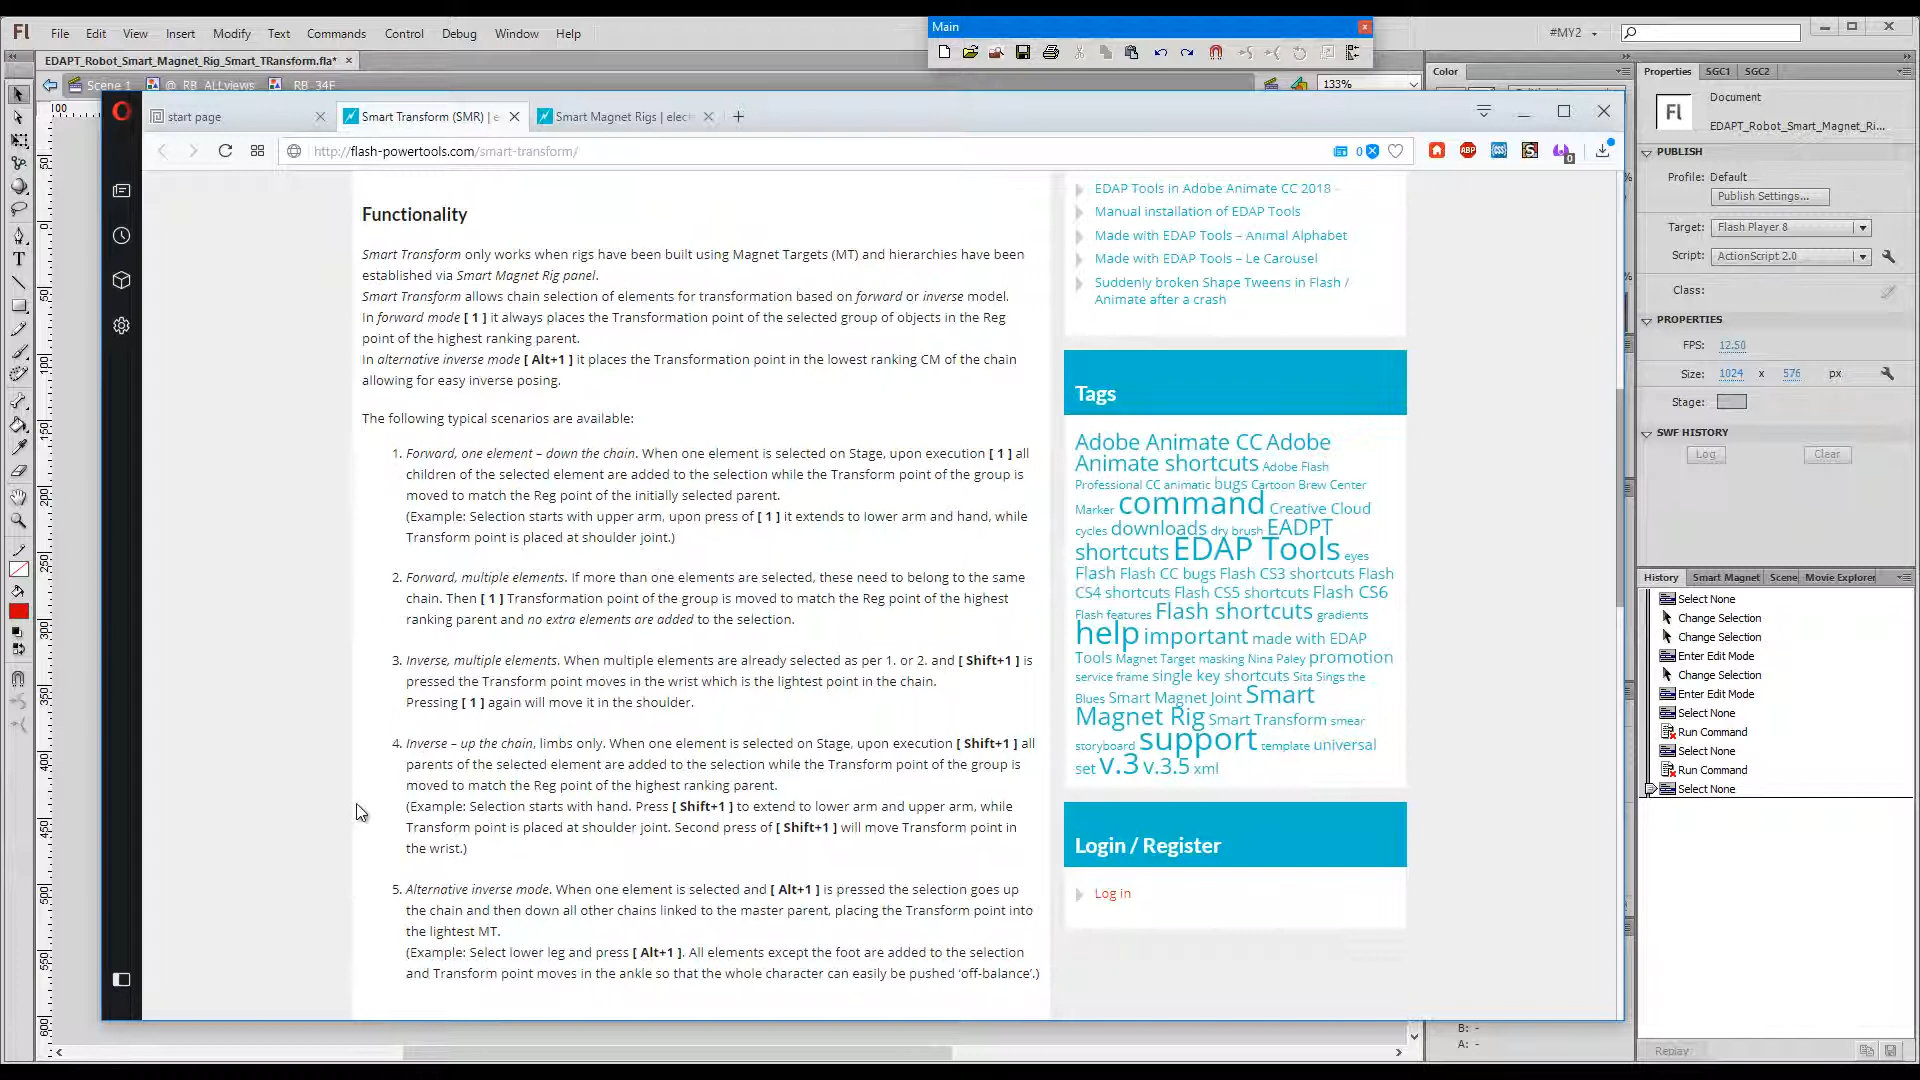 Main
Fl File Edit View Insert Modify Text Commands Control Debug Window Help
#MY2
EDAPT_Robot_Smart_Magnet_Rig_Smart_TRansform.fla*
Scene 1 @ RB_ALLviews RB_34F
133%
start page
Smart Transform (SMR) | e
Smart Magnet Rigs | elect
http://flash-powertools.com/smart-transform/
Functionality
Smart Transform only works when rigs have been built using Magnet Targets (MT) and hierarchies have been
established via Smart Magnet Rig panel.
Smart Transform allows chain selection of elements for transformation based on forward or inverse model.
In forward mode [ 1 ] it always places the Transformation point of the selected group of objects in the Reg
point of the highest ranking parent.
In alternative inverse mode [ Alt+1 ] it places the Transformation point in the lowest ranking CM of the chain
allowing for easy inverse posing.
The following typical scenarios are available:
1. Forward, one element – down the chain. When one element is selected on Stage, upon execution [ 1 ] all
children of the selected element are added to the selection while the Transform point of the group is
moved to match the Reg point of the initially selected parent.
(Example: Selection starts with upper arm, upon press of [ 1 ] it extends to lower arm and hand, while
Transform point is placed at shoulder joint.)
2. Forward, multiple elements. If more than one elements are selected, these need to belong to the same
chain. Then [ 1 ] Transformation point of the group is moved to match the Reg point of the highest
ranking parent and no extra elements are added to the selection.
3. Inverse, multiple elements. When multiple elements are already selected as per 1. or 2. and [ Shift+1 ] is
pressed the Transform point moves in the wrist which is the lightest point in the chain.
Pressing [ 1 ] again will move it in the shoulder.
4. Inverse – up the chain, limbs only. When one element is selected on Stage, upon execution [ Shift+1 ] all
parents of the selected element are added to the selection while the Transform point of the group is
moved to match the Reg point of the highest ranking parent.
(Example: Selection starts with hand. Press [ Shift+1 ] to extend to lower arm and upper arm, while
Transform point is placed at shoulder joint. Second press of [ Shift+1 ] will move Transform point in
the wrist.)
5. Alternative inverse mode. When one element is selected and [ Alt+1 ] is pressed the selection goes up
the chain and then down all other chains linked to the master parent, placing the Transform point into
the lightest MT.
(Example: Select lower leg and press [ Alt+1 ]. All elements except the foot are added to the selection
and Transform point moves in the ankle so that the whole character can easily be pushed ‘off-balance’.)
EDAP Tools in Adobe Animate CC 2018 –
Manual installation of EDAP Tools
Made with EDAP Tools – Animal Alphabet
Made with EDAP Tools – Le Carousel
Suddenly broken Shape Tweens in Flash /
Animate after a crash
Tags
Adobe Animate CC Adobe
Animate shortcuts Adobe Flash
Professional CC animatic bugs Cartoon Brew Center
Marker command Creative Cloud
cycles downloads dry brush EADPT
shortcuts EDAP Tools eyes
Flash Flash CC bugs Flash CS3 shortcuts Flash
CS4 shortcuts Flash CS5 shortcuts Flash CS6
Flash features Flash shortcuts gradients
help important made with EDAP
Tools Magnet Target masking Nina Paley promotion
service frame single key shortcuts Sita Sings the
Blues Smart Magnet Joint Smart
Magnet Rig Smart Transform smear
storyboard support template universal
set v.3 v.3.5 xml
Login / Register
Log in
Color
Properties SGC1 SGC2
Fl Document
EDAPT_Robot_Smart_Magnet_Ri...
PUBLISH
Profile: Default
Publish Settings...
Target: Flash Player 8
Script: ActionScript 2.0
Class:
PROPERTIES
FPS: 12.50
Size: 1024 x 576 px
Stage:
SWF HISTORY
Log Clear
History Smart Magnet Scene Movie Explorer
Select None
Change Selection
Change Selection
Enter Edit Mode
Change Selection
Enter Edit Mode
Select None
Run Command
Select None
Run Command
Select None
B: -
A: -
Replay